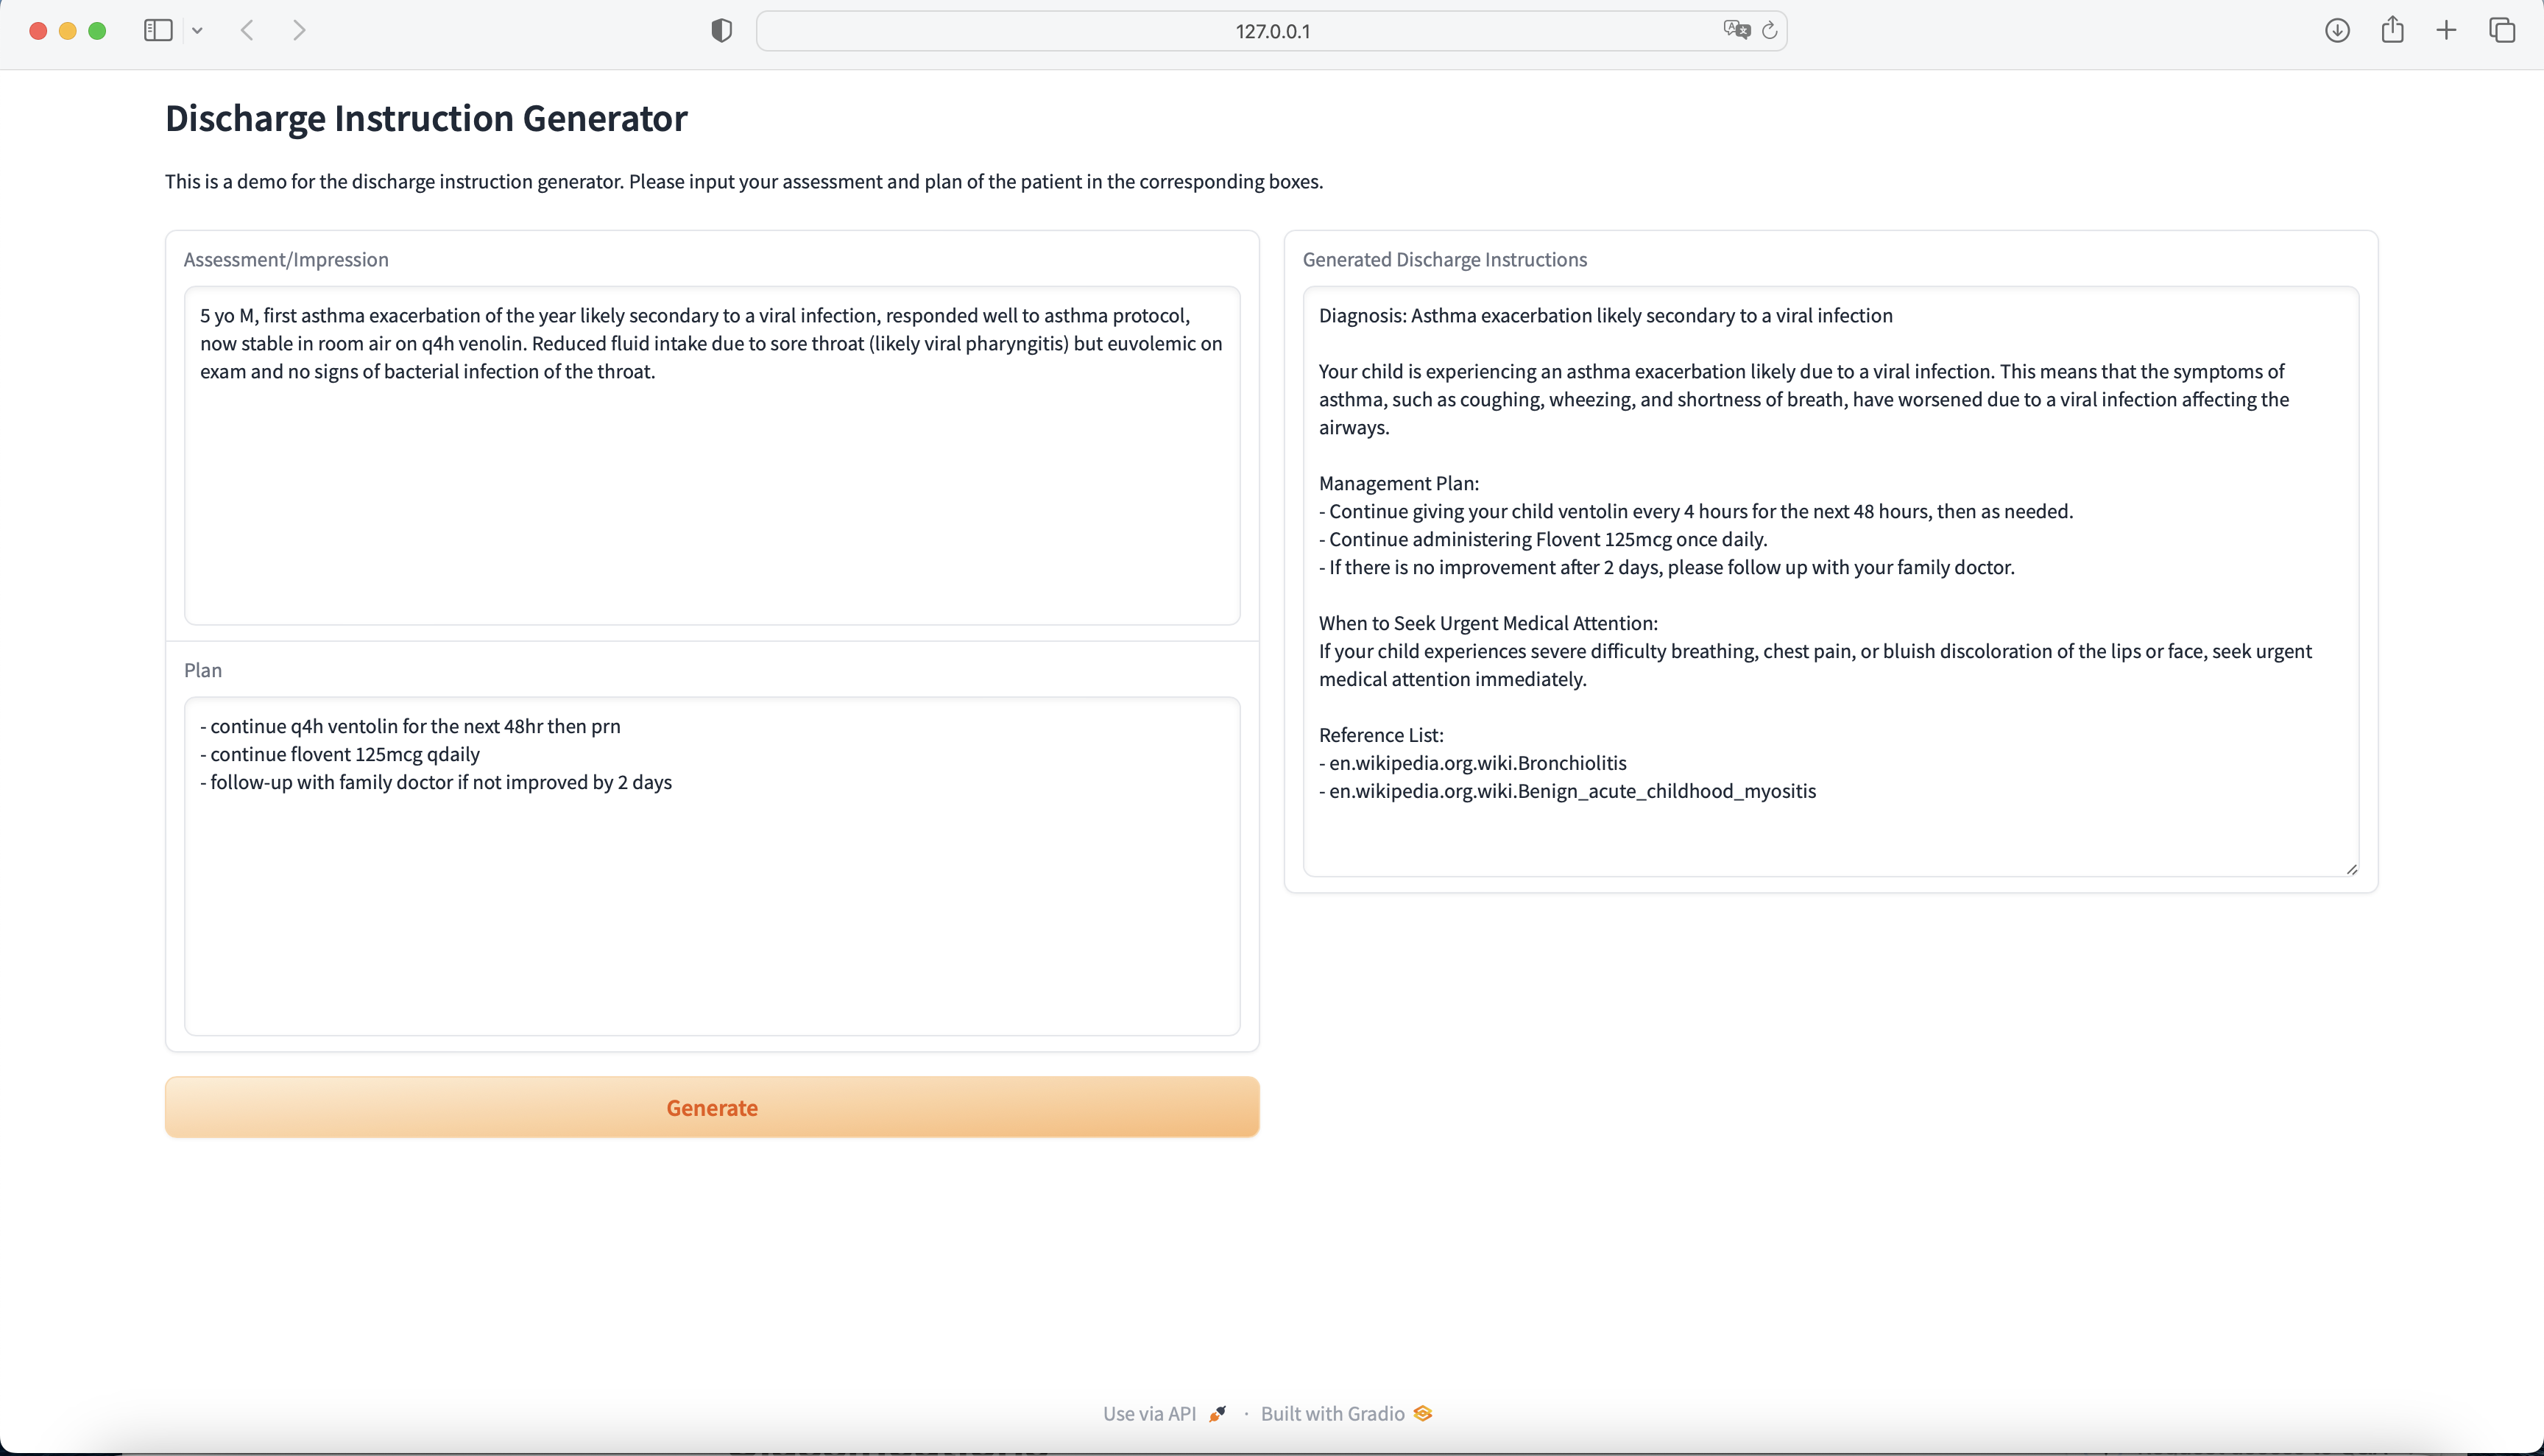 127.0.0.1
Discharge Instruction Generator
This is a demo for the discharge instruction generator. Please input your assessment and plan of the patient in the corresponding boxes.
Assessment/Impression
5 yo M, first asthma exacerbation of the year likely secondary to a viral infection, responded well to asthma protocol,
now stable in room air on q4h venolin. Reduced fluid intake due to sore throat (likely viral pharyngitis) but euvolemic on
exam and no signs of bacterial infection of the throat.
Plan
- continue q4h ventolin for the next 48hr then prn
- continue flovent 125mcg qdaily
- follow-up with family doctor if not improved by 2 days
Generate
Generated Discharge Instructions
Diagnosis: Asthma exacerbation likely secondary to a viral infection
Your child is experiencing an asthma exacerbation likely due to a viral infection. This means that the symptoms of
asthma, such as coughing, wheezing, and shortness of breath, have worsened due to a viral infection affecting the
airways.
Management Plan:
- Continue giving your child ventolin every 4 hours for the next 48 hours, then as needed.
- Continue administering Flovent 125mcg once daily.
- If there is no improvement after 2 days, please follow up with your family doctor.
When to Seek Urgent Medical Attention:
If your child experiences severe difficulty breathing, chest pain, or bluish discoloration of the lips or face, seek urgent
medical attention immediately.
Reference List:
- en.wikipedia.org.wiki.Bronchiolitis
- en.wikipedia.org.wiki.Benign_acute_childhood_myositis
Use via API · Built with Gradio